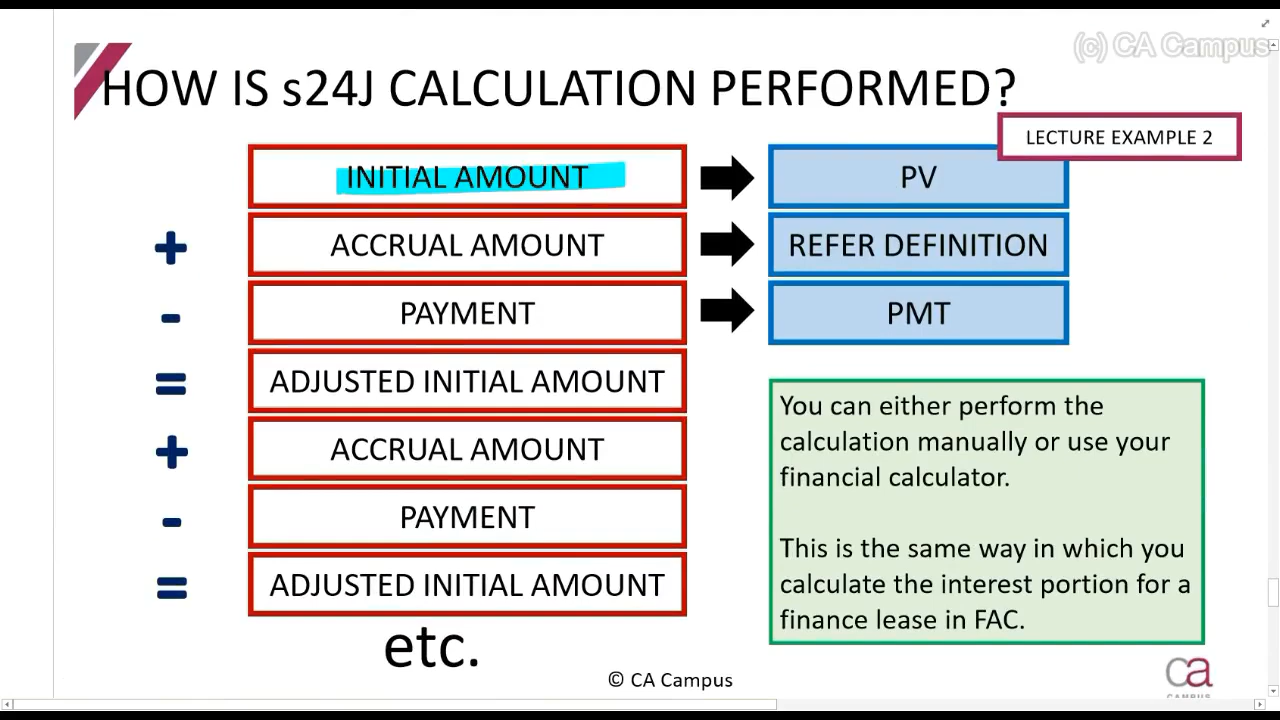 (c) CA Campus
HOW IS s24J CALCULATION PERFORMED?
LECTURE EXAMPLE 2
INITIAL AMOUNT
PV
+
ACCRUAL AMOUNT
REFER DEFINITION
-
PAYMENT
PMT
=
ADJUSTED INITIAL AMOUNT
+
ACCRUAL AMOUNT
-
PAYMENT
=
ADJUSTED INITIAL AMOUNT
etc.
You can either perform the
calculation manually or use your
financial calculator.
This is the same way in which you
calculate the interest portion for a
finance lease in FAC.
© CA Campus
ca
CAMPUS